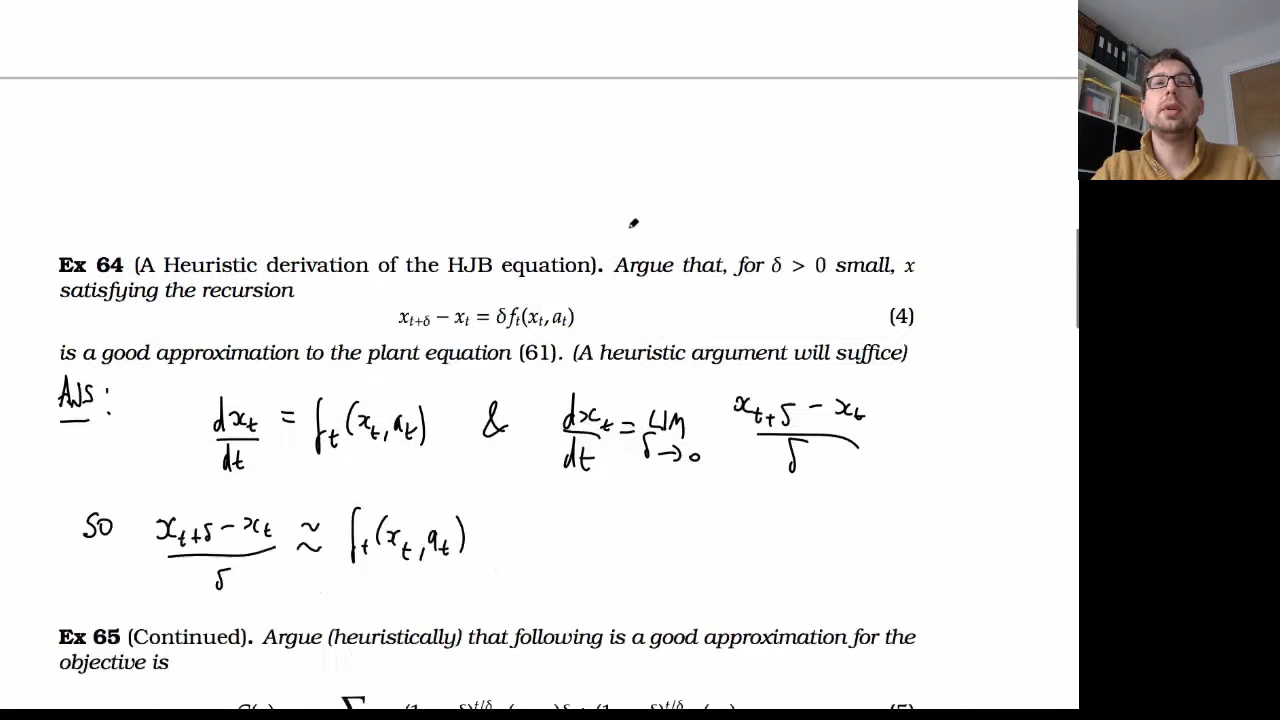 Ex 64 (A Heuristic derivation of the HJB equation). Argue that, for δ > 0 small, x
satisfying the recursion
x_{t+δ} − x_t = δf_t(x_t, a_t) (4)
is a good approximation to the plant equation (61). (A heuristic argument will suffice)
ANS: dx_t/dt = f_t(x_t, a_t) & dx_t/dt = LIM_{δ→0} (x_{t+δ} − x_t)/δ
So (x_{t+δ} − x_t)/δ ≈ f_t(x_t, a_t)
Ex 65 (Continued). Argue (heuristically) that following is a good approximation for the
objective is